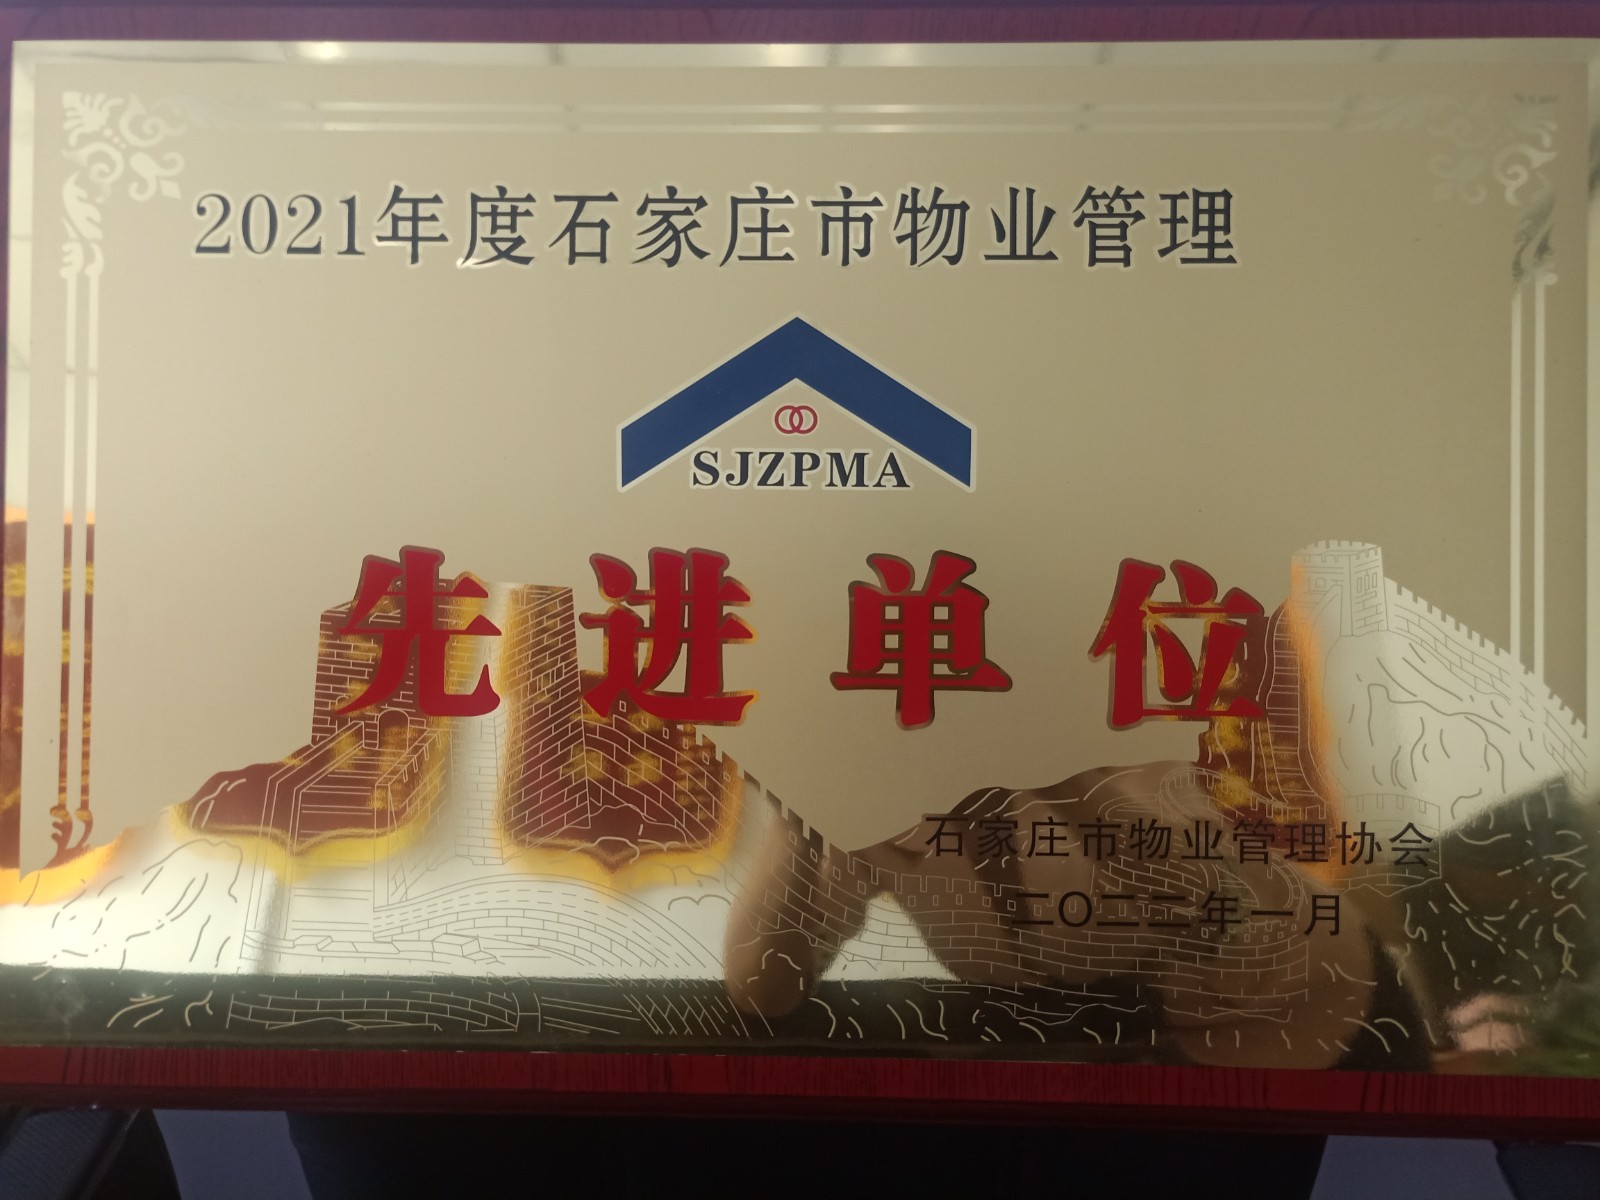 2021年度石家庄市物业管理
SJZPMA
先进单位
石家庄市物业管理协会
二〇二二年一月